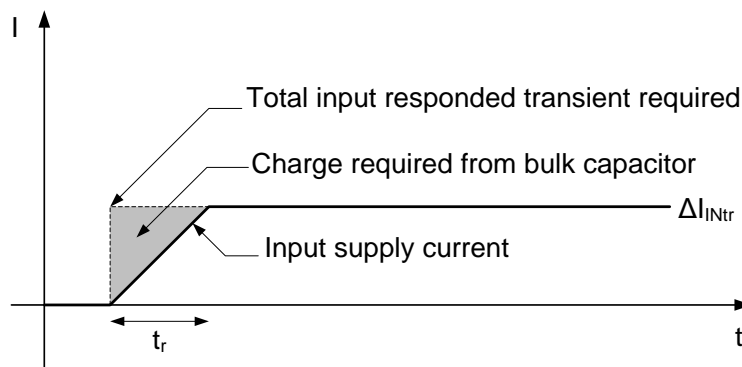 I
Total input responded transient required
Charge required from bulk capacitor
ΔI_INtr
Input supply current
t_r
t